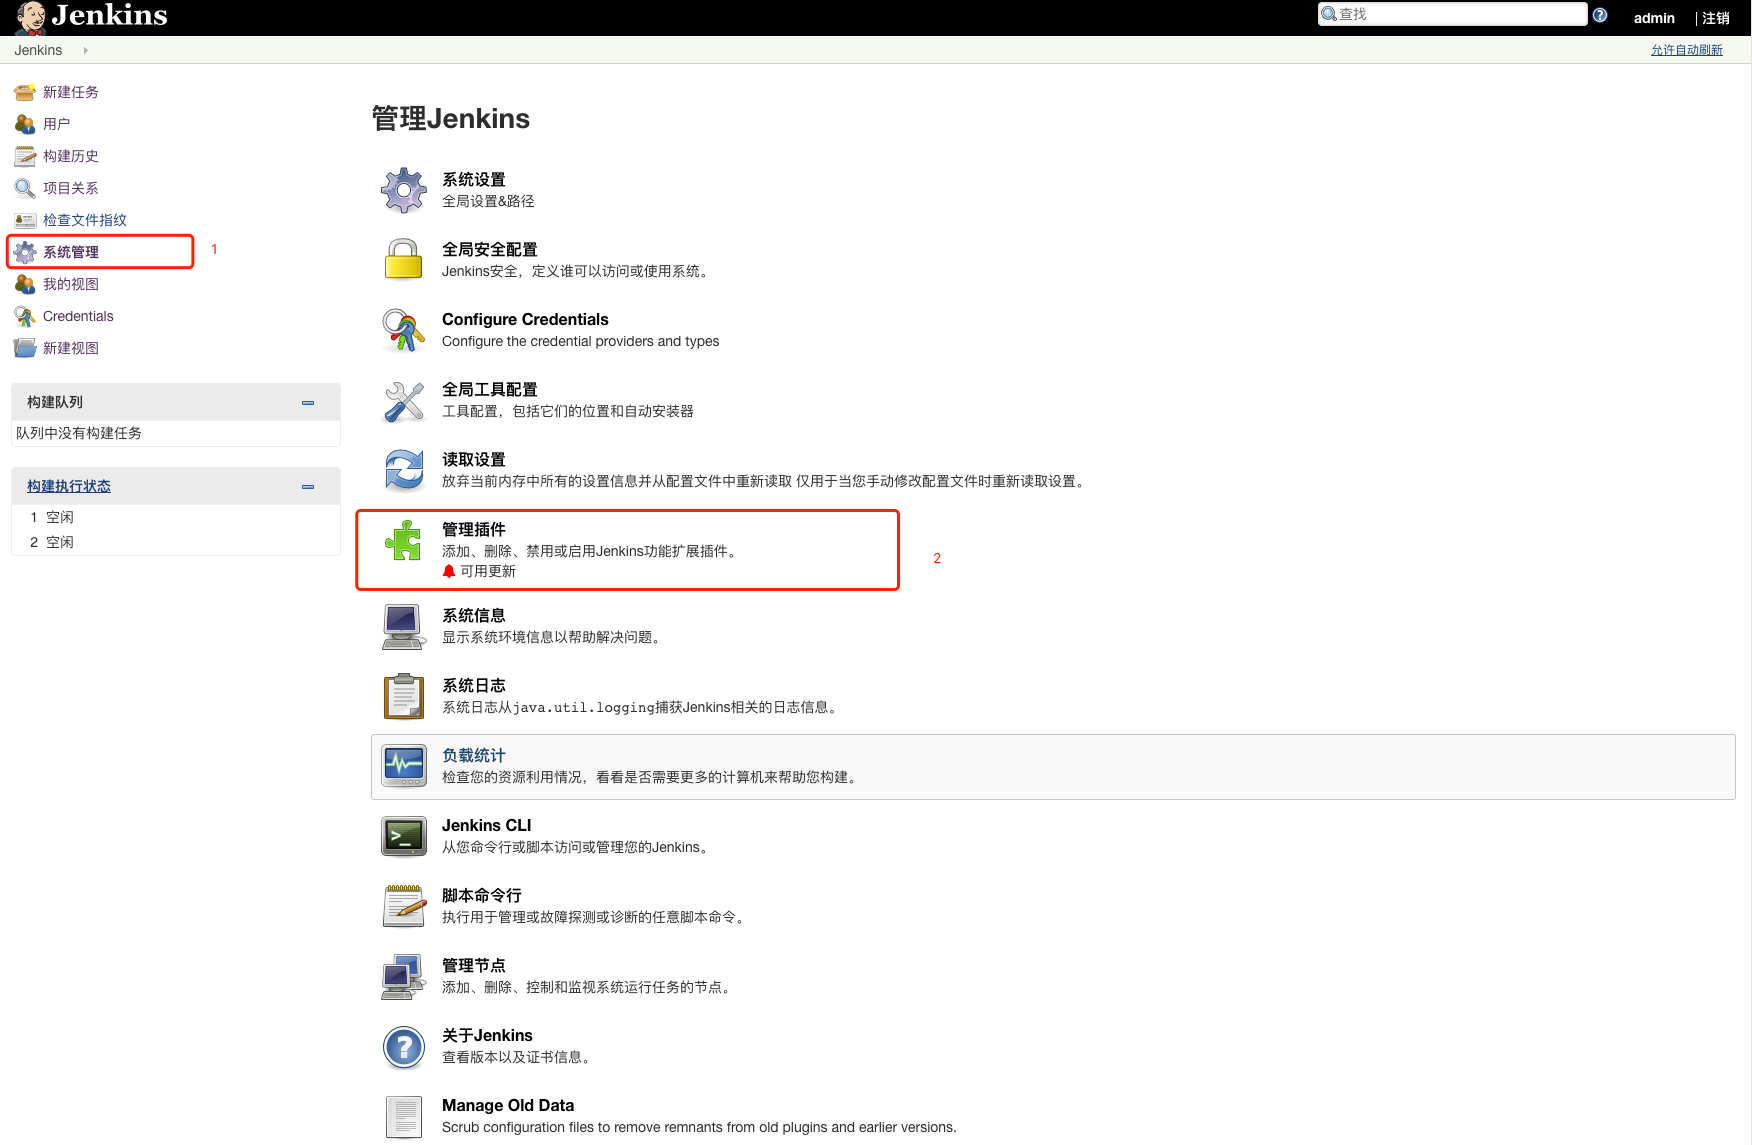 Jenkins
查找
admin
| 注销
Jenkins
允许自动刷新
新建任务
用户
构建历史
项目关系
检查文件指纹
系统管理
1
我的视图
Credentials
新建视图
构建队列
队列中没有构建任务
构建执行状态
1 空闲
2 空闲
管理Jenkins
系统设置
全局设置&路径
全局安全配置
Jenkins安全，定义谁可以访问或使用系统。
Configure Credentials
Configure the credential providers and types
全局工具配置
工具配置，包括它们的位置和自动安装器
读取设置
放弃当前内存中所有的设置信息并从配置文件中重新读取 仅用于当您手动修改配置文件时重新读取设置。
管理插件
添加、删除、禁用或启用Jenkins功能扩展插件。
可用更新
2
系统信息
显示系统环境信息以帮助解决问题。
系统日志
系统日志从java.util.logging捕获Jenkins相关的日志信息。
负载统计
检查您的资源利用情况，看看是否需要更多的计算机来帮助您构建。
Jenkins CLI
从您命令行或脚本访问或管理您的Jenkins。
脚本命令行
执行用于管理或故障探测或诊断的任意脚本命令。
管理节点
添加、删除、控制和监视系统运行任务的节点。
关于Jenkins
查看版本以及证书信息。
Manage Old Data
Scrub configuration files to remove remnants from old plugins and earlier versions.